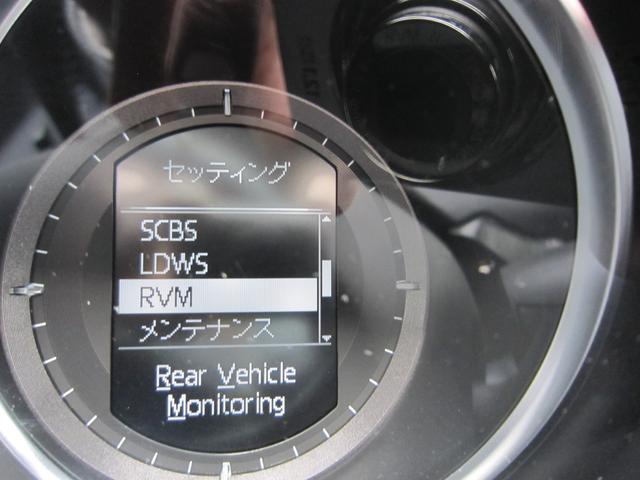 セッティング
SCBS
LDWS
RVM
メンテナンス
Rear Vehicle
Monitoring